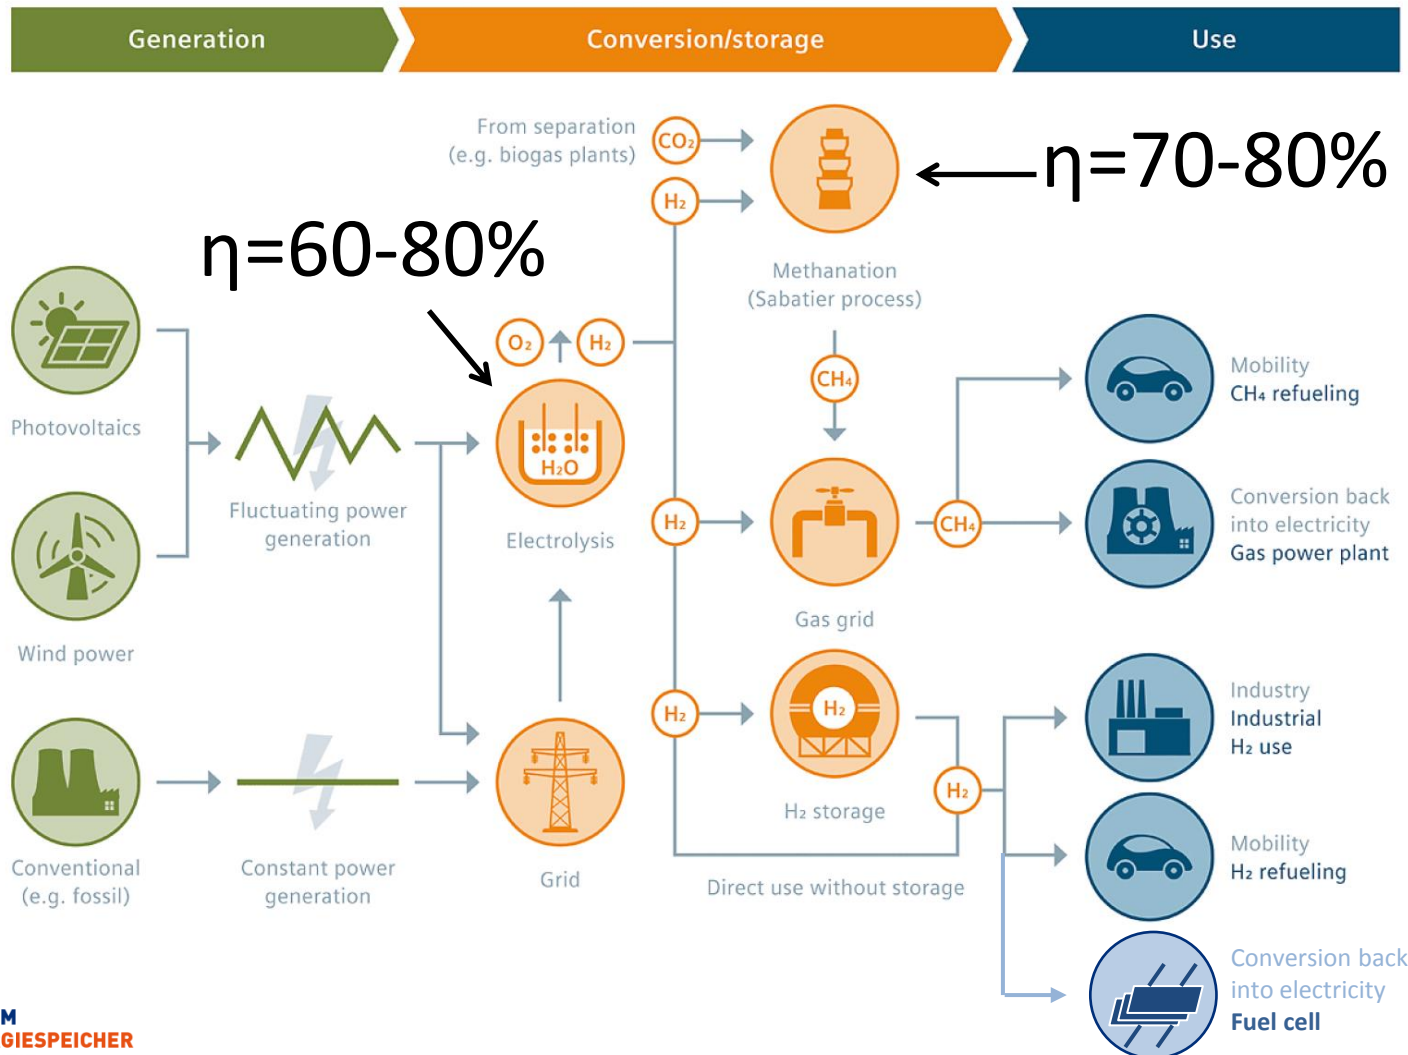 Generation
Conversion/storage
Use
From separation
(e.g. biogas plants)
CO₂
H₂
η=70-80%
η=60-80%
Methanation
(Sabatier process)
O₂
H₂
CH₄
Mobility
CH₄ refueling
Photovoltaics
H₂O
Fluctuating power
generation
Electrolysis
H₂
CH₄
Conversion back
into electricity
Gas power plant
Gas grid
Wind power
H₂
H₂
Industry
Industrial
H₂ use
H₂
H₂ storage
Conventional
(e.g. fossil)
Constant power
generation
Grid
Direct use without storage
Mobility
H₂ refueling
Conversion back
into electricity
Fuel cell
M
GIESPEICHER